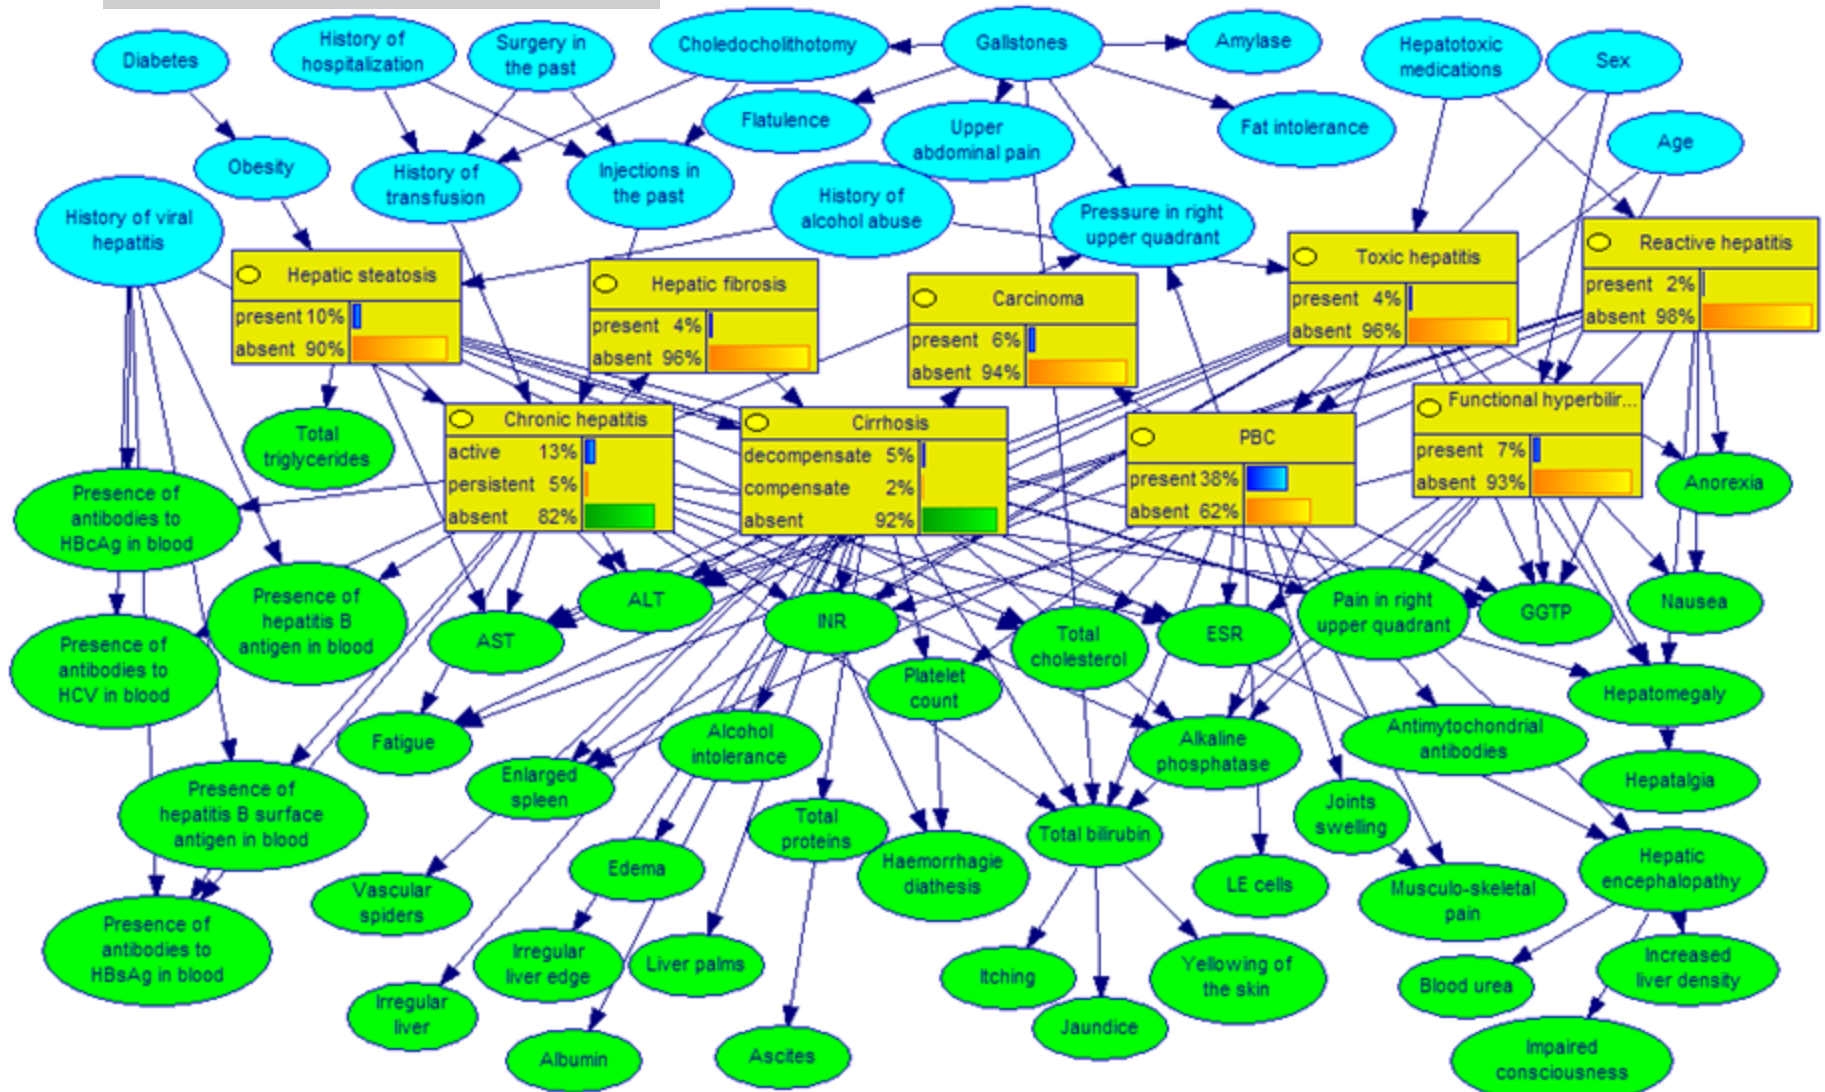 Diabetes
History of
hospitalization
Surgery in
the past
Choledocholithotomy
Gallstones
Amylase
Hepatotoxic
medications
Sex
Flatulence
Upper
abdominal pain
Fat intolerance
Age
Obesity
History of
transfusion
Injections in
the past
History of
alcohol abuse
Pressure in right
upper quadrant
History of viral
hepatitis
Hepatic steatosis
present 10%
absent 90%
Hepatic fibrosis
present 4%
absent 96%
Carcinoma
present 6%
absent 94%
Toxic hepatitis
present 4%
absent 96%
Reactive hepatitis
present 2%
absent 98%
Total
triglycerides
Chronic hepatitis
active 13%
persistent 5%
absent 82%
Cirrhosis
decompensate 5%
compensate 2%
absent 92%
PBC
present 38%
absent 62%
Functional hyperbilir...
present 7%
absent 93%
Anorexia
Presence of
antibodies to
HBcAg in blood
Presence of
hepatitis B
antigen in blood
Presence of
antibodies to
HCV in blood
AST
ALT
INR
Total
cholesterol
ESR
Pain in right
upper quadrant
GGTP
Nausea
Platelet
count
Hepatomegaly
Fatigue
Enlarged
spleen
Alcohol
intolerance
Alkaline
phosphatase
Antimytochondrial
antibodies
Hepatalgia
Presence of
hepatitis B surface
antigen in blood
Total
proteins
Total bilirubin
Joints
swelling
Vascular
spiders
Edema
Haemorrhagie
diathesis
LE cells
Musculo-skeletal
pain
Hepatic
encephalopathy
Presence of
antibodies to
HBsAg in blood
Irregular
liver edge
Liver palms
Itching
Yellowing of
the skin
Blood urea
Increased
liver density
Irregular
liver
Albumin
Ascites
Jaundice
Impaired
consciousness